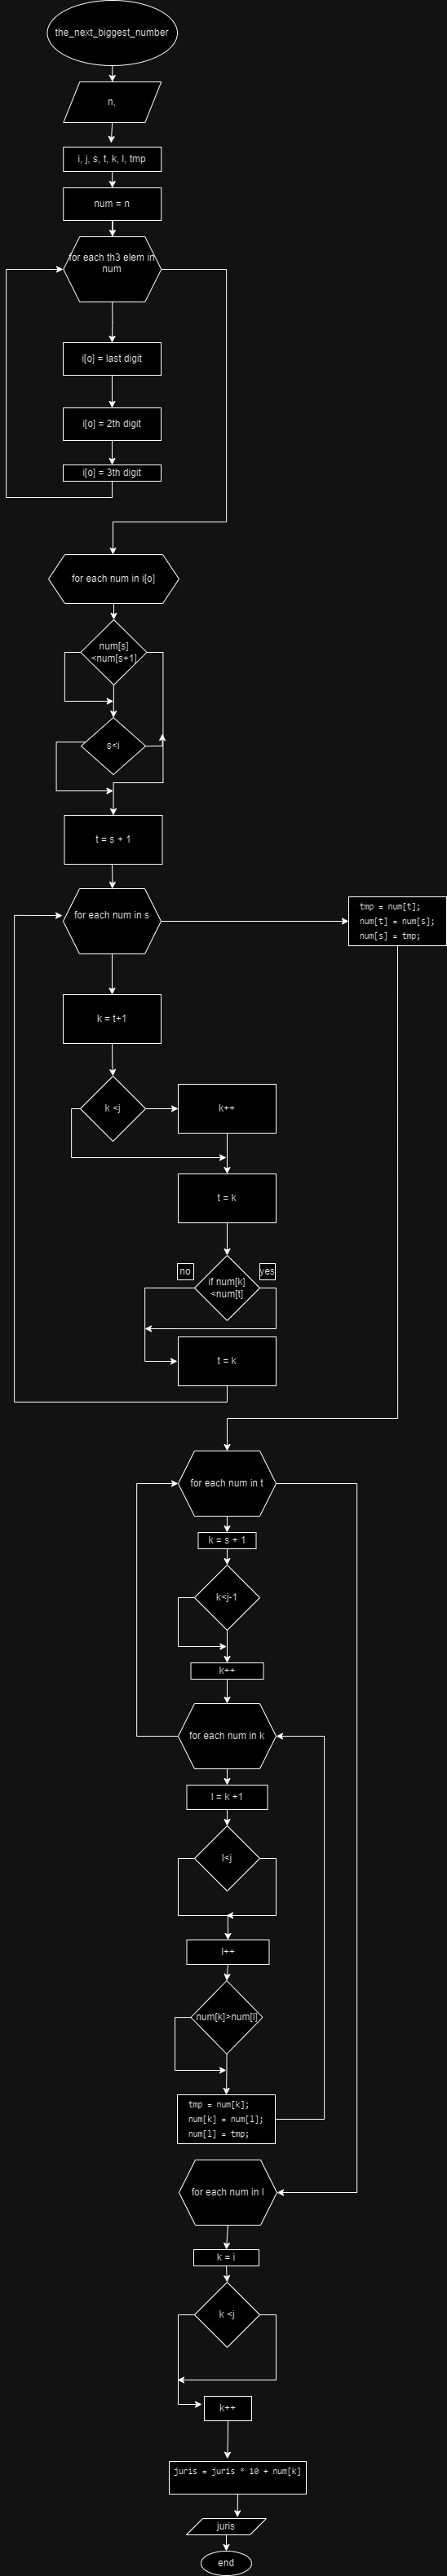 the_next_biggest_number
n,
i, j, s, t, k, l, tmp
num = n
for each th3 elem in
num
i[o] = last digit
i[o] = 2th digit
i[o] = 3th digit
for each num in i[o]
num[s]
<num[s+1]
s<i
t = s + 1
for each num in s
tmp = num[t];
num[t] = num[s];
num[s] = tmp;
k = t+1
k <j
k++
t = k
no
yes
if num[k]
<num[t]
t = k
for each num in t
k = s + 1
k<j-1
k++
for each num in k
l = k +1
l<j
l++
num[k]>num[l]
tmp = num[k];
num[k] = num[l];
num[l] = tmp;
for each num in l
k = i
k <j
k++
juris = juris * 10 + num[k]
juris
end